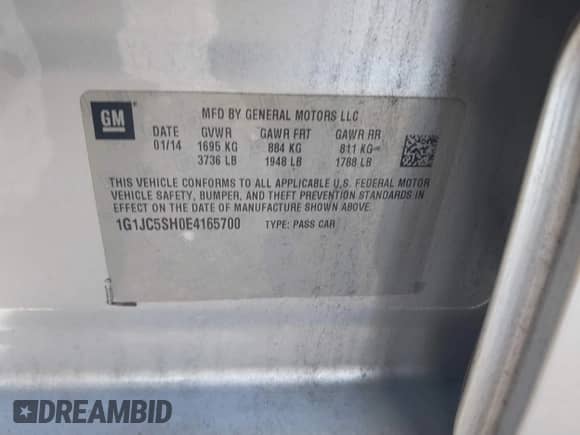 GM
MFD BY GENERAL MOTORS LLC
DATE GVWR GAWR FRT GAWR RR
01/14 1695 KG 884 KG 811 KG
3736 LB 1948 LB 1788 LB
THIS VEHICLE CONFORMS TO ALL APPLICABLE U.S. FEDERAL MOTOR
VEHICLE SAFETY, BUMPER, AND THEFT PREVENTION STANDARDS IN
EFFECT ON THE DATE OF MANUFACTURE SHOWN ABOVE.
1G1JC5SH0E4165700 TYPE: PASS CAR
DREAMBID